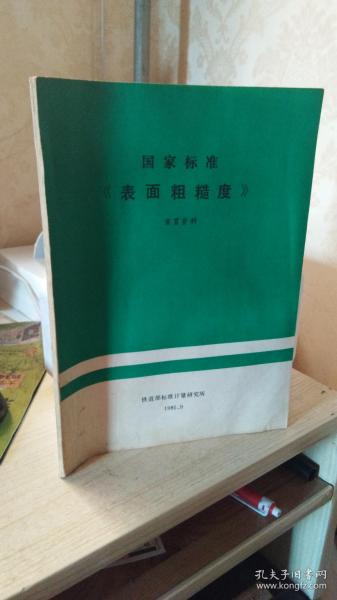 国家标准
《表面粗糙度》
宣贯资料
铁道部标准计量研究所
1985.9
孔夫子旧书网
www.kongfz.com